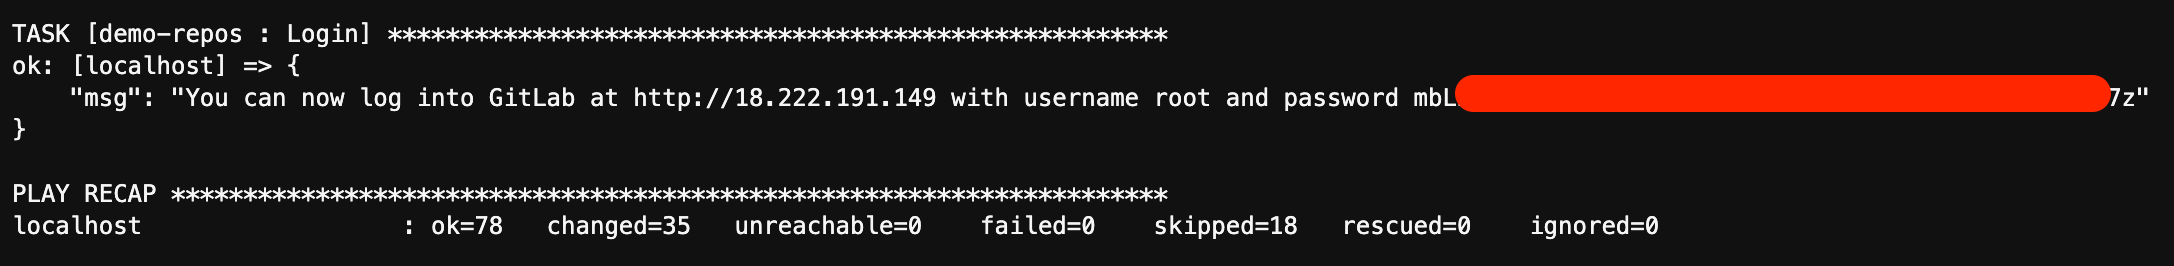 TASK [demo-repos : Login] ******************************************************
ok: [localhost] => {
    "msg": "You can now log into GitLab at http://18.222.191.149 with username root and password mbL 7z"
}
PLAY RECAP *********************************************************************
localhost                  : ok=78   changed=35   unreachable=0    failed=0    skipped=18   rescued=0    ignored=0